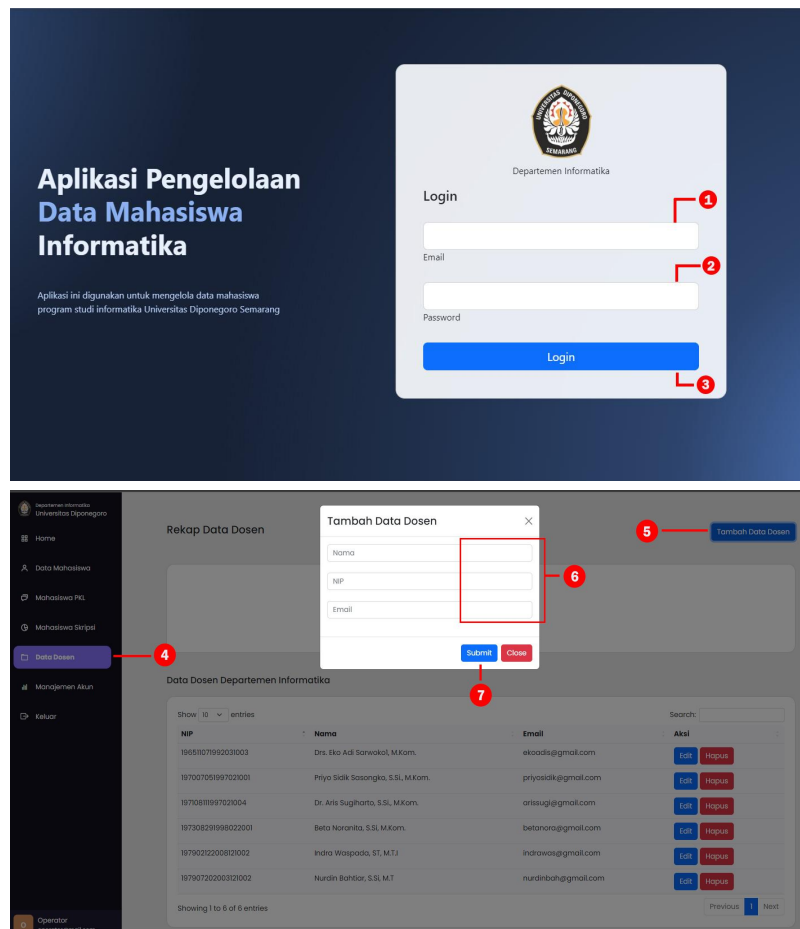 UNIVERSITAS DIPONEGORO
SEMARANG
Departemen Informatika
Aplikasi Pengelolaan
Data Mahasiswa
Informatika
Aplikasi ini digunakan untuk mengelola data mahasiswa
program studi informatika Universitas Diponegoro Semarang
Login
1
Email
2
Password
Login
3
Departemen Informatika
Universitas Diponegoro
Home
Data Mahasiswa
Mahasiswa PKL
Mahasiswa Skripsi
Data Dosen
4
Manajemen Akun
Keluar
Operator
Rekap Data Dosen
5
Tambah Data Dosen
Tambah Data Dosen
Nama
NIP
Email
6
Submit Close
7
Data Dosen Departemen Informatika
Show 10 entries Search:
NIP Nama Email Aksi
196511071992031003 Drs. Eko Adi Sarwoko, M.Kom. ekoadis@gmail.com Edit Hapus
197007051997021001 Priyo Sidik Sasongko, S.Si., M.Kom. priyosidik@gmail.com Edit Hapus
197108111997021004 Dr. Aris Sugiharto, S.Si., M.Kom. arissugi@gmail.com Edit Hapus
197308291998022001 Beta Noranita, S.Si, M.Kom. betanora@gmail.com Edit Hapus
197902122008121002 Indra Waspada, ST, M.T.I indrawas@gmail.com Edit Hapus
197907202003121002 Nurdin Bahtiar, S.Si, M.T nurdinbah@gmail.com Edit Hapus
Showing 1 to 6 of 6 entries Previous 1 Next